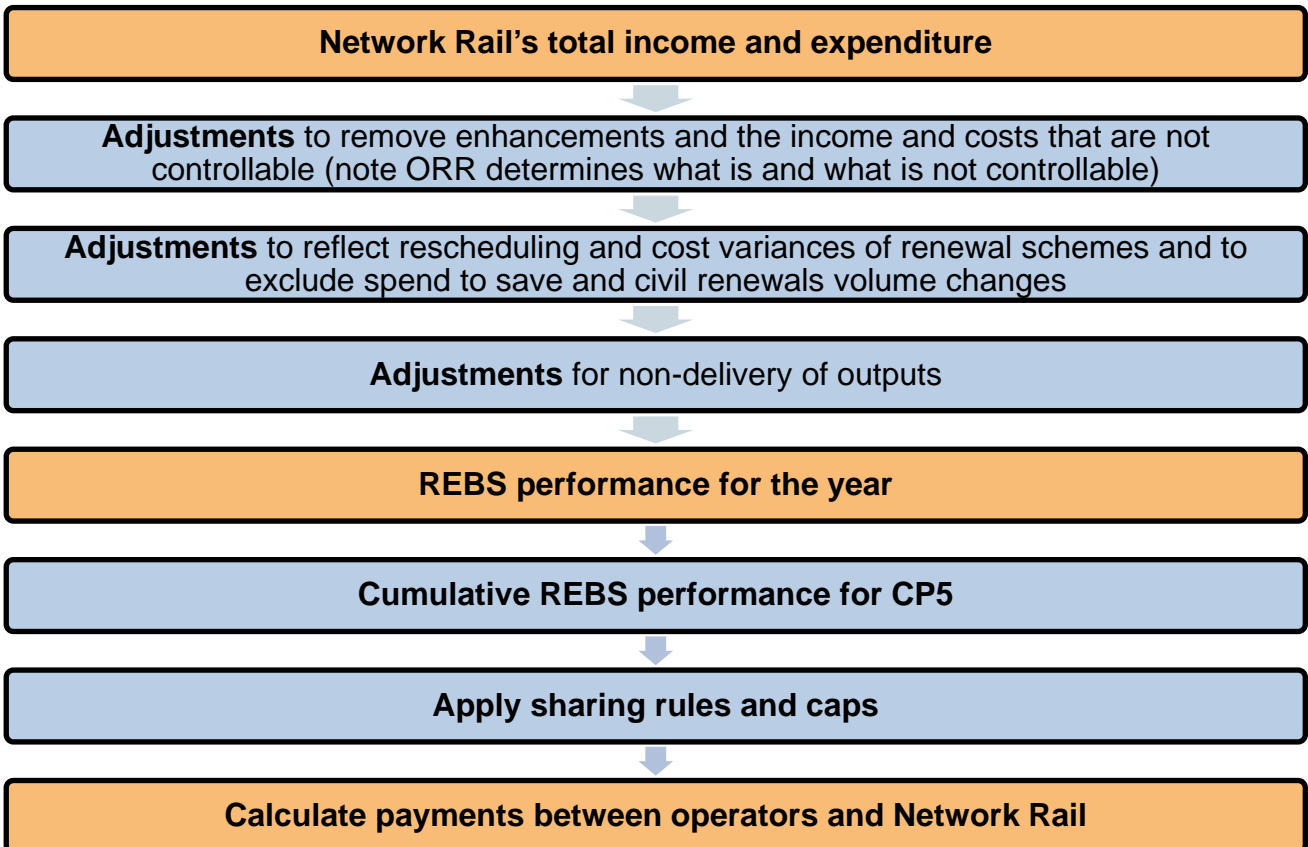 Network Rail's total income and expenditure
Adjustments to remove enhancements and the income and costs that are not
controllable (note ORR determines what is and what is not controllable)
Adjustments to reflect rescheduling and cost variances of renewal schemes and to
exclude spend to save and civil renewals volume changes
Adjustments for non-delivery of outputs
REBS performance for the year
Cumulative REBS performance for CP5
Apply sharing rules and caps
Calculate payments between operators and Network Rail